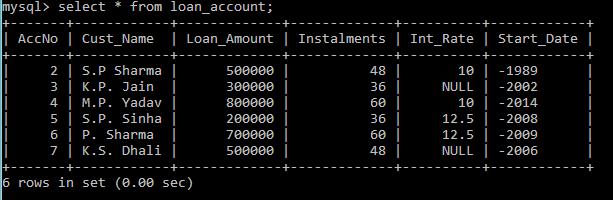 mysql> select * from loan_account;
+-------+------------+-------------+-------------+----------+------------+
| AccNo | Cust_Name  | Loan_Amount | Instalments | Int_Rate | Start_Date |
+-------+------------+-------------+-------------+----------+------------+
|     2 | S.P Sharma |      500000 |          48 |       10 | -1989      |
|     3 | K.P. Jain  |      300000 |          36 |     NULL | -2002      |
|     4 | M.P. Yadav |      800000 |          60 |       10 | -2014      |
|     5 | S.P. Sinha |      200000 |          36 |     12.5 | -2008      |
|     6 | P. Sharma  |      700000 |          60 |     12.5 | -2009      |
|     7 | K.S. Dhali |      500000 |          48 |     NULL | -2006      |
+-------+------------+-------------+-------------+----------+------------+
6 rows in set (0.00 sec)